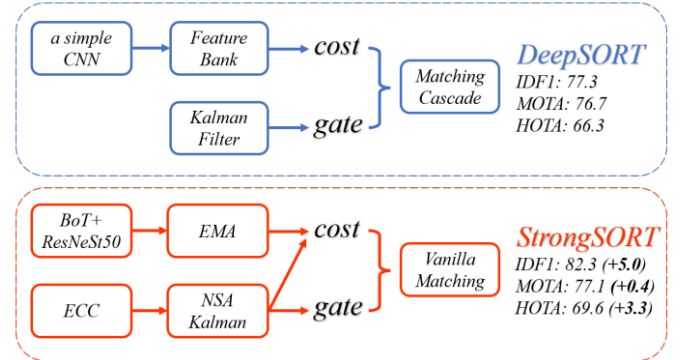 a simple
CNN
Feature
Bank
cost
Kalman
Filter
gate
Matching
Cascade
DeepSORT
IDF1: 77.3
MOTA: 76.7
HOTA: 66.3
BoT+
ResNeSt50
EMA
cost
ECC
NSA
Kalman
gate
Vanilla
Matching
StrongSORT
IDF1: 82.3 (+5.0)
MOTA: 77.1 (+0.4)
HOTA: 69.6 (+3.3)